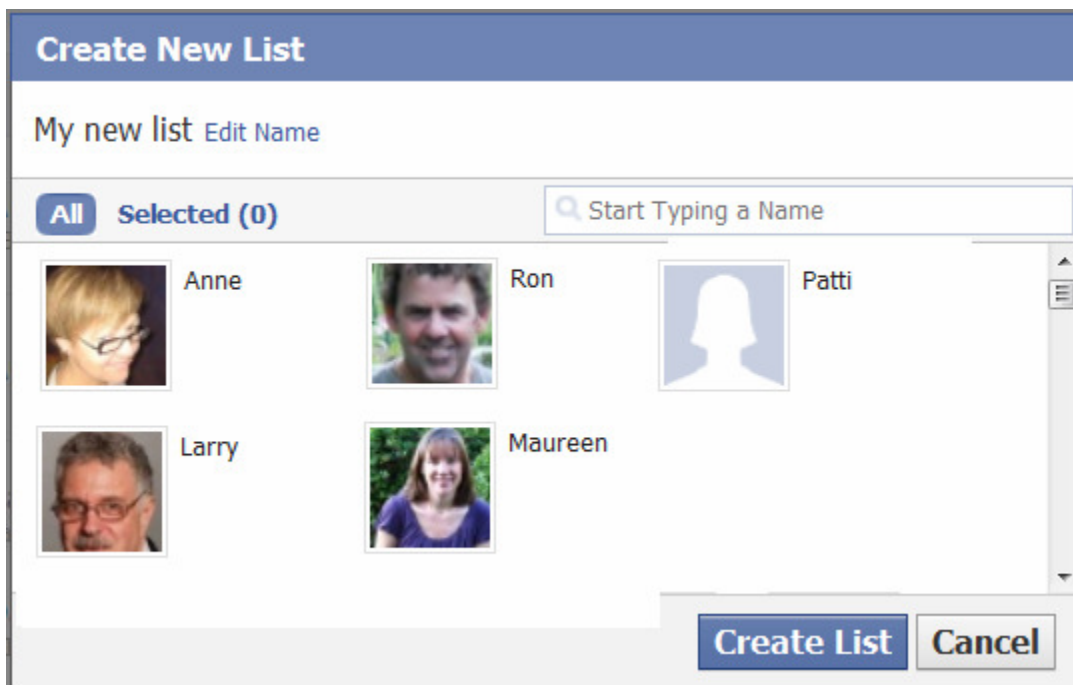 Create New List
My new list Edit Name
All Selected (0) Start Typing a Name
Anne Ron Patti
Larry Maureen
Create List Cancel